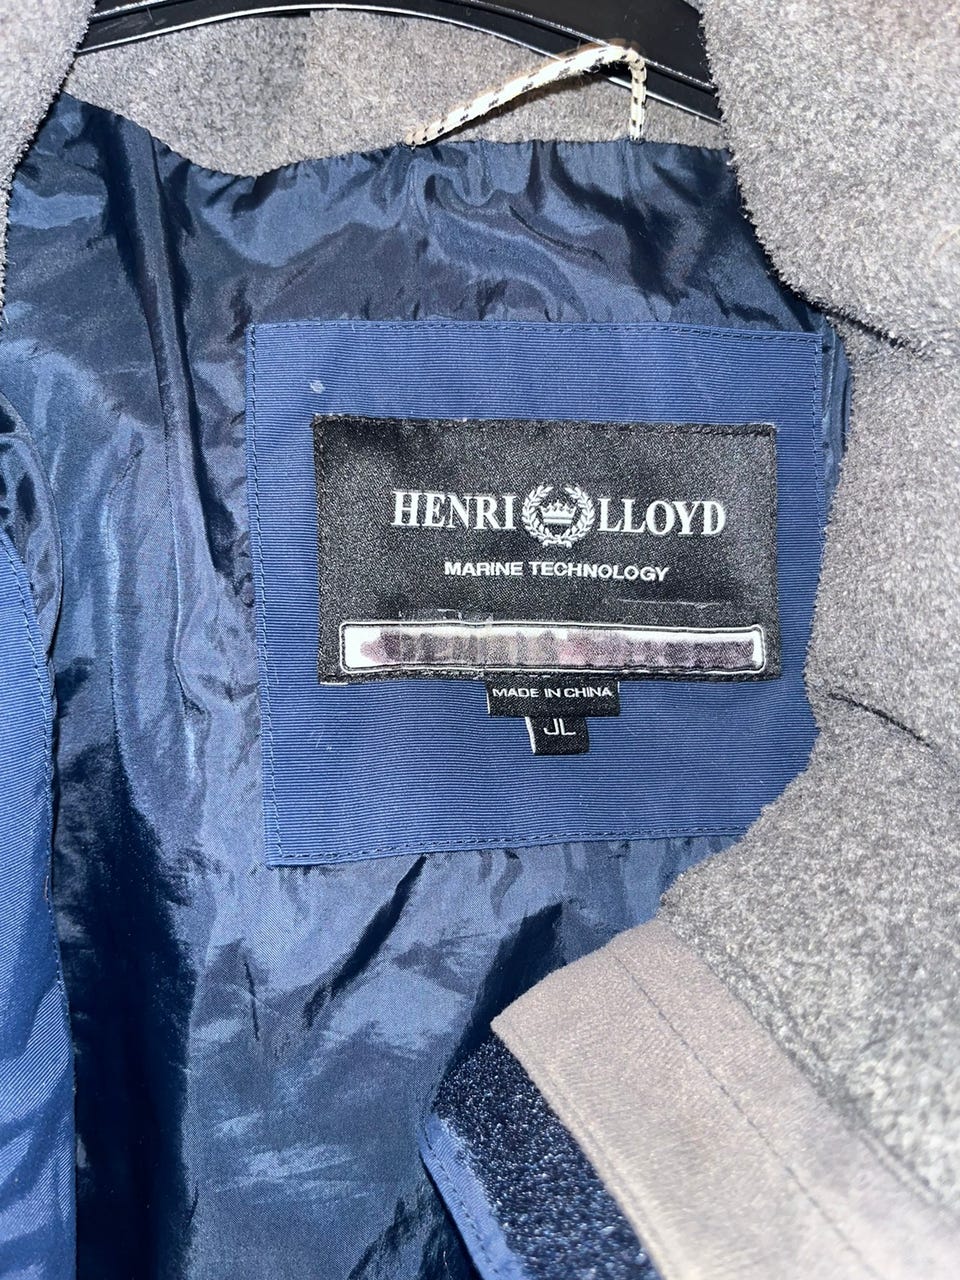 HENRI LLOYD
MARINE TECHNOLOGY
MADE IN CHINA
JL